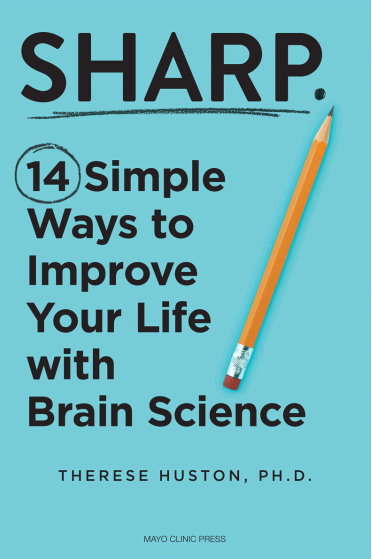 SHARP.
14 Simple
Ways to
Improve
Your Life
with
Brain Science
THERESE HUSTON, PH.D.
MAYO CLINIC PRESS